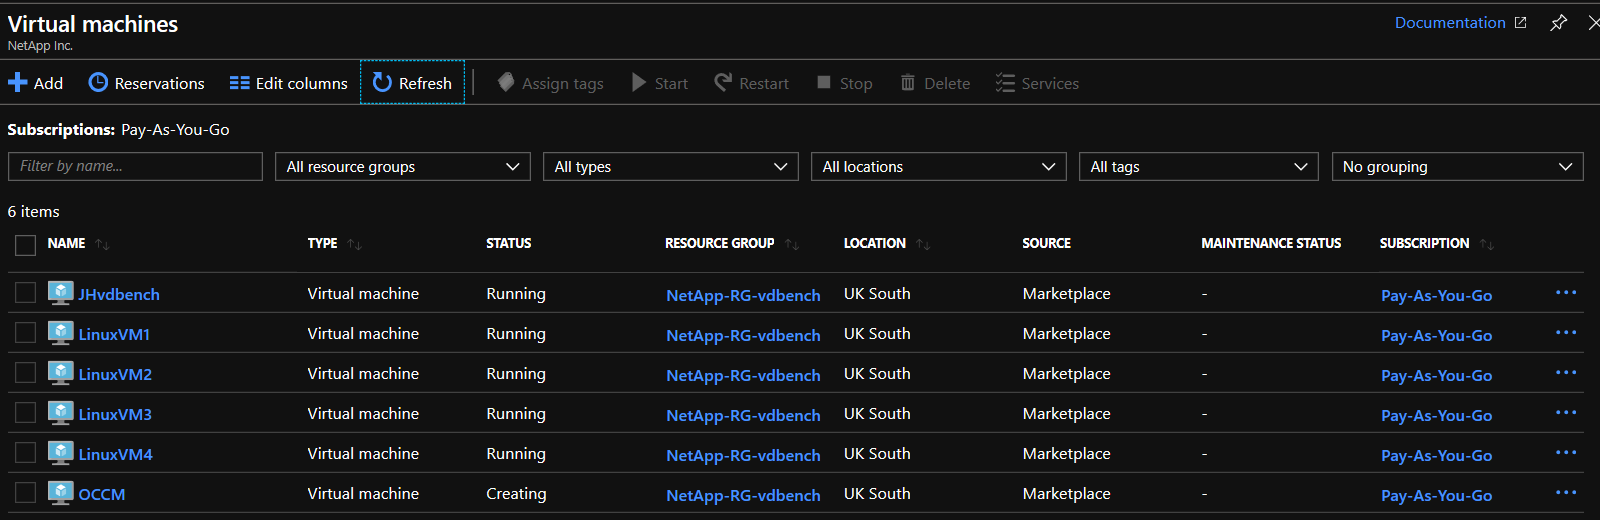 Virtual machines
Documentation
NetApp Inc.
Add Reservations Edit columns Refresh Assign tags Start Restart Stop Delete Services
Subscriptions: Pay-As-You-Go
Filter by name... All resource groups All types All locations All tags No grouping
6 items
NAME TYPE STATUS RESOURCE GROUP LOCATION SOURCE MAINTENANCE STATUS SUBSCRIPTION
JHvdbench Virtual machine Running NetApp-RG-vdbench UK South Marketplace - Pay-As-You-Go ...
LinuxVM1 Virtual machine Running NetApp-RG-vdbench UK South Marketplace - Pay-As-You-Go ...
LinuxVM2 Virtual machine Running NetApp-RG-vdbench UK South Marketplace - Pay-As-You-Go ...
LinuxVM3 Virtual machine Running NetApp-RG-vdbench UK South Marketplace - Pay-As-You-Go ...
LinuxVM4 Virtual machine Running NetApp-RG-vdbench UK South Marketplace - Pay-As-You-Go ...
OCCM Virtual machine Creating NetApp-RG-vdbench UK South Marketplace - Pay-As-You-Go ...